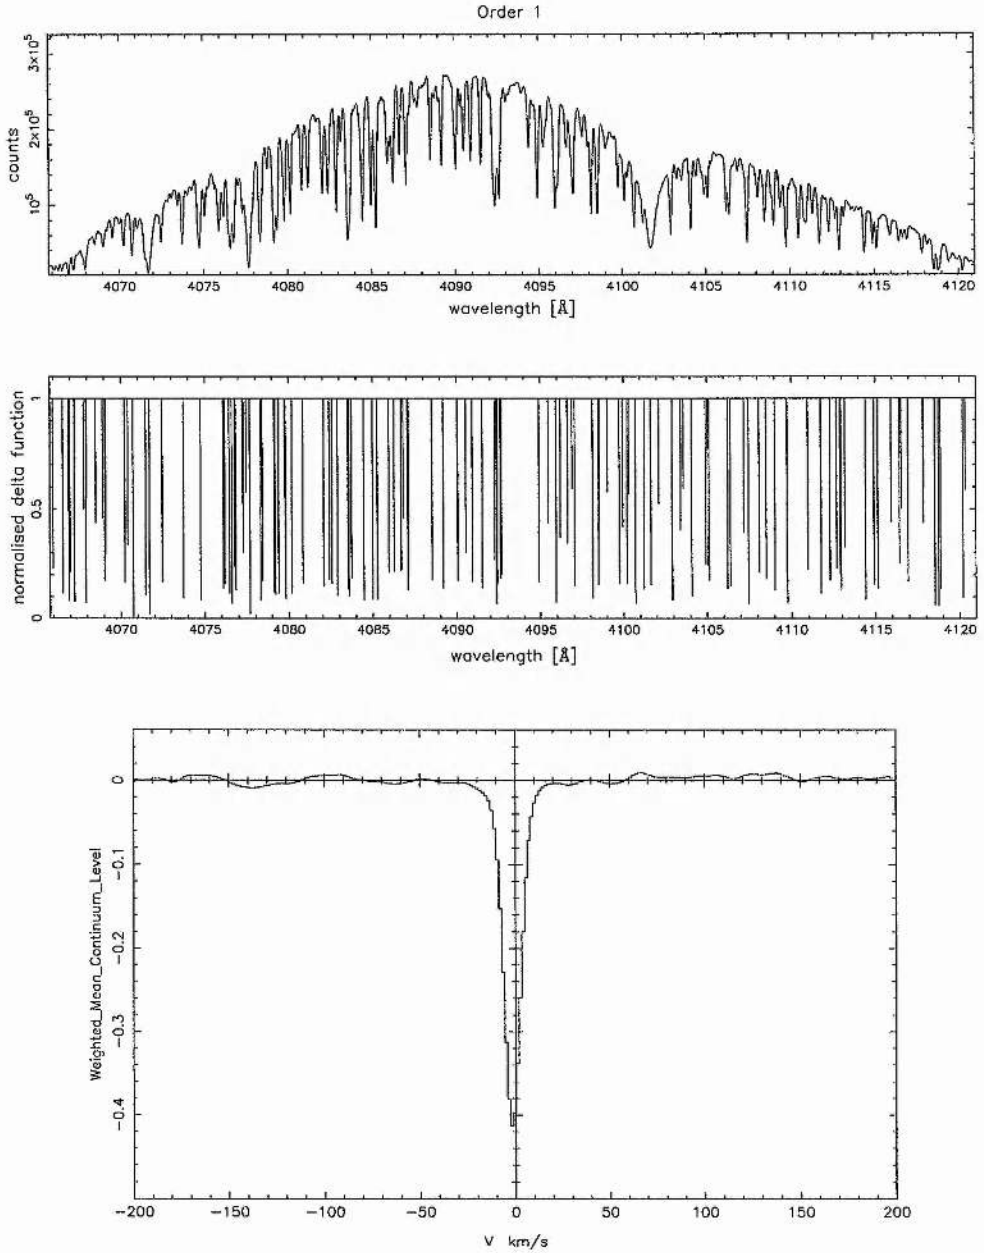 Order 1
counts
10⁵ 2×10⁵ 3×10⁵
4070 4075 4080 4085 4090 4095 4100 4105 4110 4115 4120
wavelength [Å]
normalised delta function
0 0.5 1
4070 4075 4080 4085 4090 4095 4100 4105 4110 4115 4120
wavelength [Å]
Weighted_Mean_Continuum_Level
0
-0.1
-0.2
-0.3
-0.4
-200 -150 -100 -50 0 50 100 150 200
V km/s